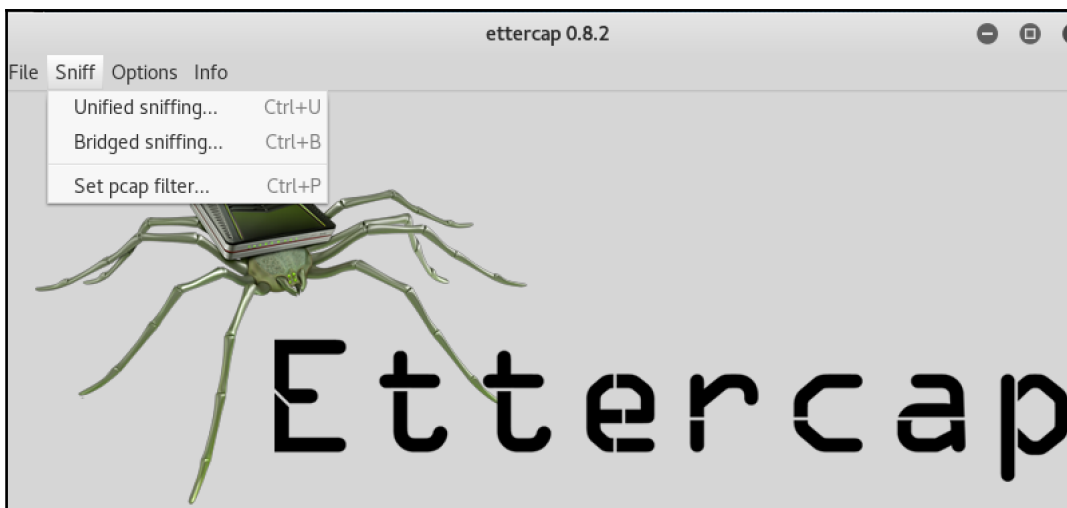 ettercap 0.8.2
File Sniff Options Info
Unified sniffing... Ctrl+U
Bridged sniffing... Ctrl+B
Set pcap filter... Ctrl+P
Ettercap